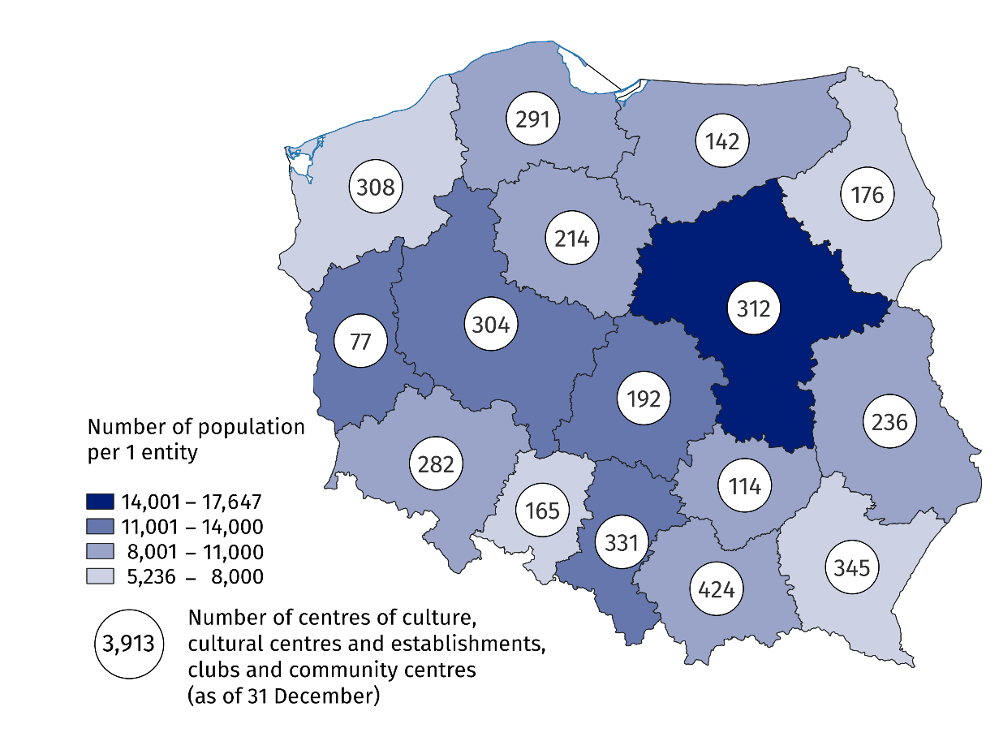 291
142
308
176
214
312
304
77
192
236
282
114
165
331
345
424
Number of population
per 1 entity
14,001 – 17,647
11,001 – 14,000
8,001 – 11,000
5,236 – 8,000
3,913
Number of centres of culture,
cultural centres and establishments,
clubs and community centres
(as of 31 December)